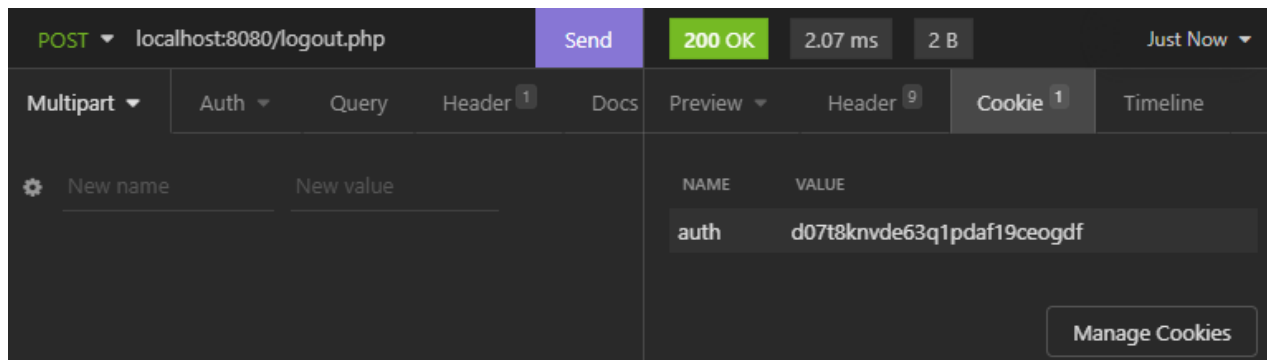 POST localhost:8080/logout.php Send 200 OK 2.07 ms 2 B Just Now
Multipart Auth Query Header 1 Docs Preview Header 9 Cookie 1 Timeline
New name New value NAME VALUE
auth d07t8knvde63q1pdaf19ceogdf
Manage Cookies